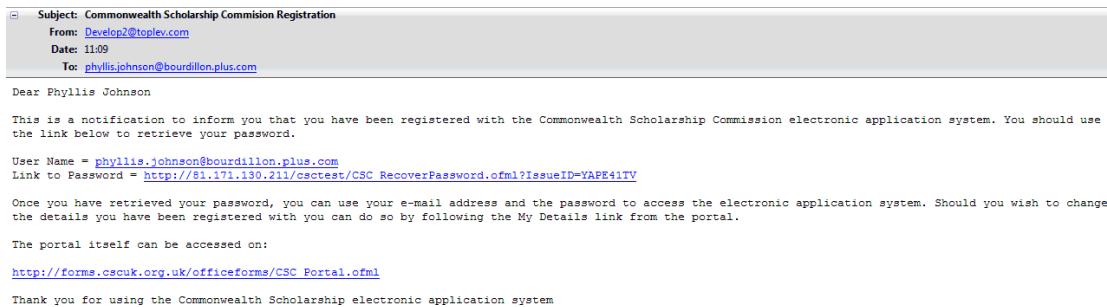 Subject: Commonwealth Scholarship Commision Registration
From: Develop2@toplev.com
Date: 11:09
To: phyllis.johnson@bourdillon.plus.com
Dear Phyllis Johnson
This is a notification to inform you that you have been registered with the Commonwealth Scholarship Commission electronic application system. You should use
the link below to retrieve your password.
User Name = phyllis.johnson@bourdillon.plus.com
Link to Password = http://81.171.130.211/csctest/CSC_RecoverPassword.ofml?IssueID=YAPE41TV
Once you have retrieved your password, you can use your e-mail address and the password to access the electronic application system. Should you wish to change
the details you have been registered with you can do so by following the My Details link from the portal.
The portal itself can be accessed on:
http://forms.cscuk.org.uk/officeforms/CSC_Portal.ofml
Thank you for using the Commonwealth Scholarship electronic application system